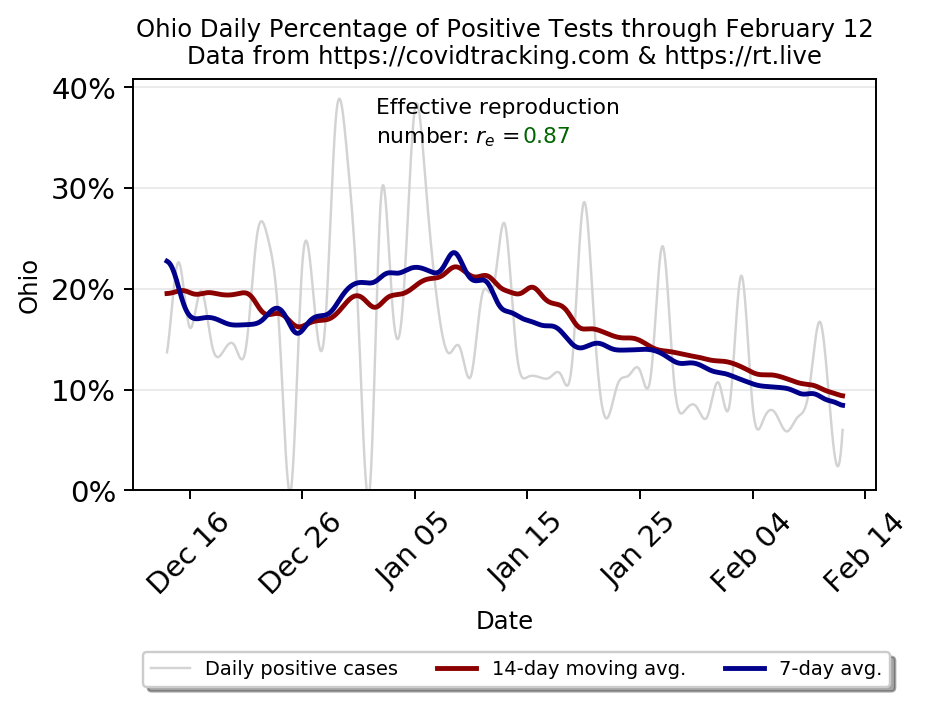 Ohio Daily Percentage of Positive Tests through February 12
Data from https://covidtracking.com & https://rt.live
40%
Effective reproduction
number: rₑ = 0.87
30%
Ohio
20%
10%
0%
Dec 16
Dec 26
Jan 05
Jan 15
Jan 25
Feb 04
Feb 14
Date
Daily positive cases
14-day moving avg.
7-day avg.